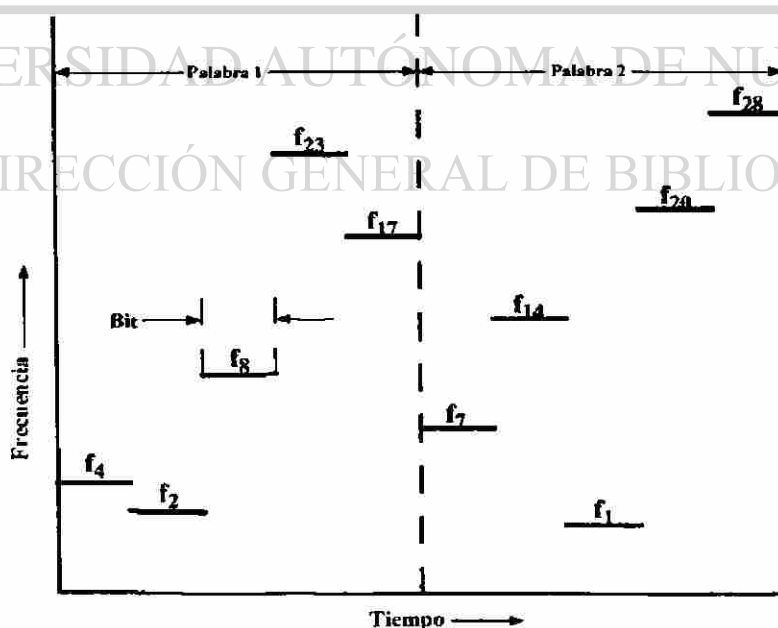 ERSIDAD AUTÓNOMA DE NU
Palabra 1
Palabra 2
f28
f23
IRECCIÓN GENERAL DE BIBLIO
f20
f17
Bit
f14
f8
f7
f4
f2
f1
Frecuencia
Tiempo